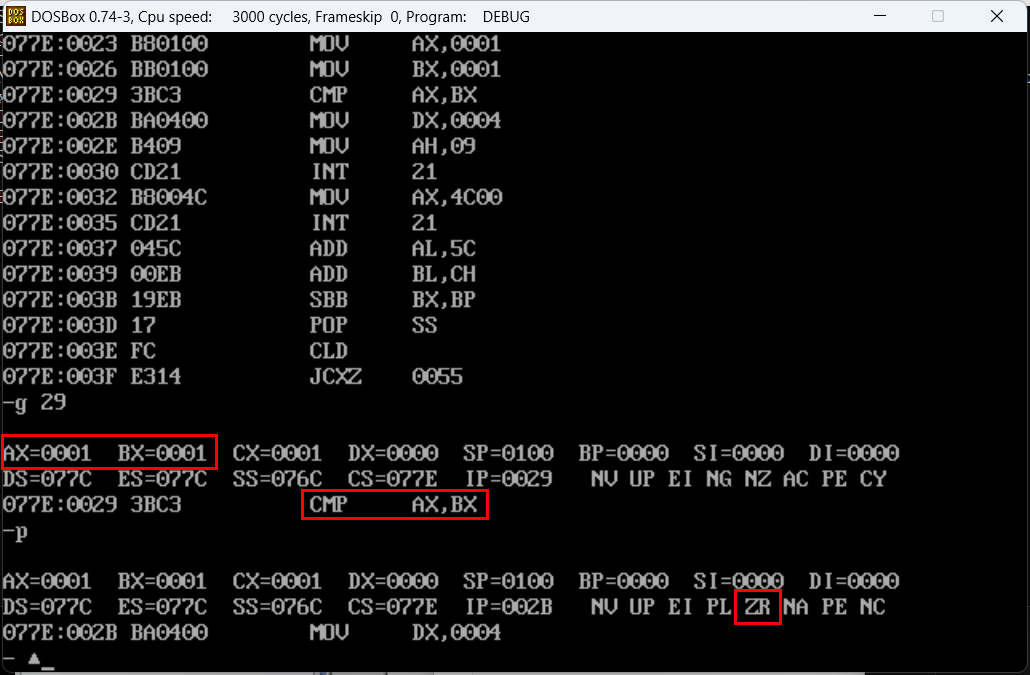 DOSBox 0.74-3, Cpu speed: 3000 cycles, Frameskip 0, Program: DEBUG
077E:0023 B80100 MOV AX,0001
077E:0026 BB0100 MOV BX,0001
077E:0029 3BC3 CMP AX,BX
077E:002B BA0400 MOV DX,0004
077E:002E B409 MOV AH,09
077E:0030 CD21 INT 21
077E:0032 B8004C MOV AX,4C00
077E:0035 CD21 INT 21
077E:0037 045C ADD AL,5C
077E:0039 00EB ADD BL,CH
077E:003B 19EB SBB BX,BP
077E:003D 17 POP SS
077E:003E FC CLD
077E:003F E314 JCXZ 0055
-g 29
AX=0001 BX=0001 CX=0001 DX=0000 SP=0100 BP=0000 SI=0000 DI=0000
DS=077C ES=077C SS=076C CS=077E IP=0029 NV UP EI NG NZ AC PE CY
077E:0029 3BC3 CMP AX,BX
-p
AX=0001 BX=0001 CX=0001 DX=0000 SP=0100 BP=0000 SI=0000 DI=0000
DS=077C ES=077C SS=076C CS=077E IP=002B NV UP EI PL ZR NA PE NC
077E:002B BA0400 MOV DX,0004
- ▲_